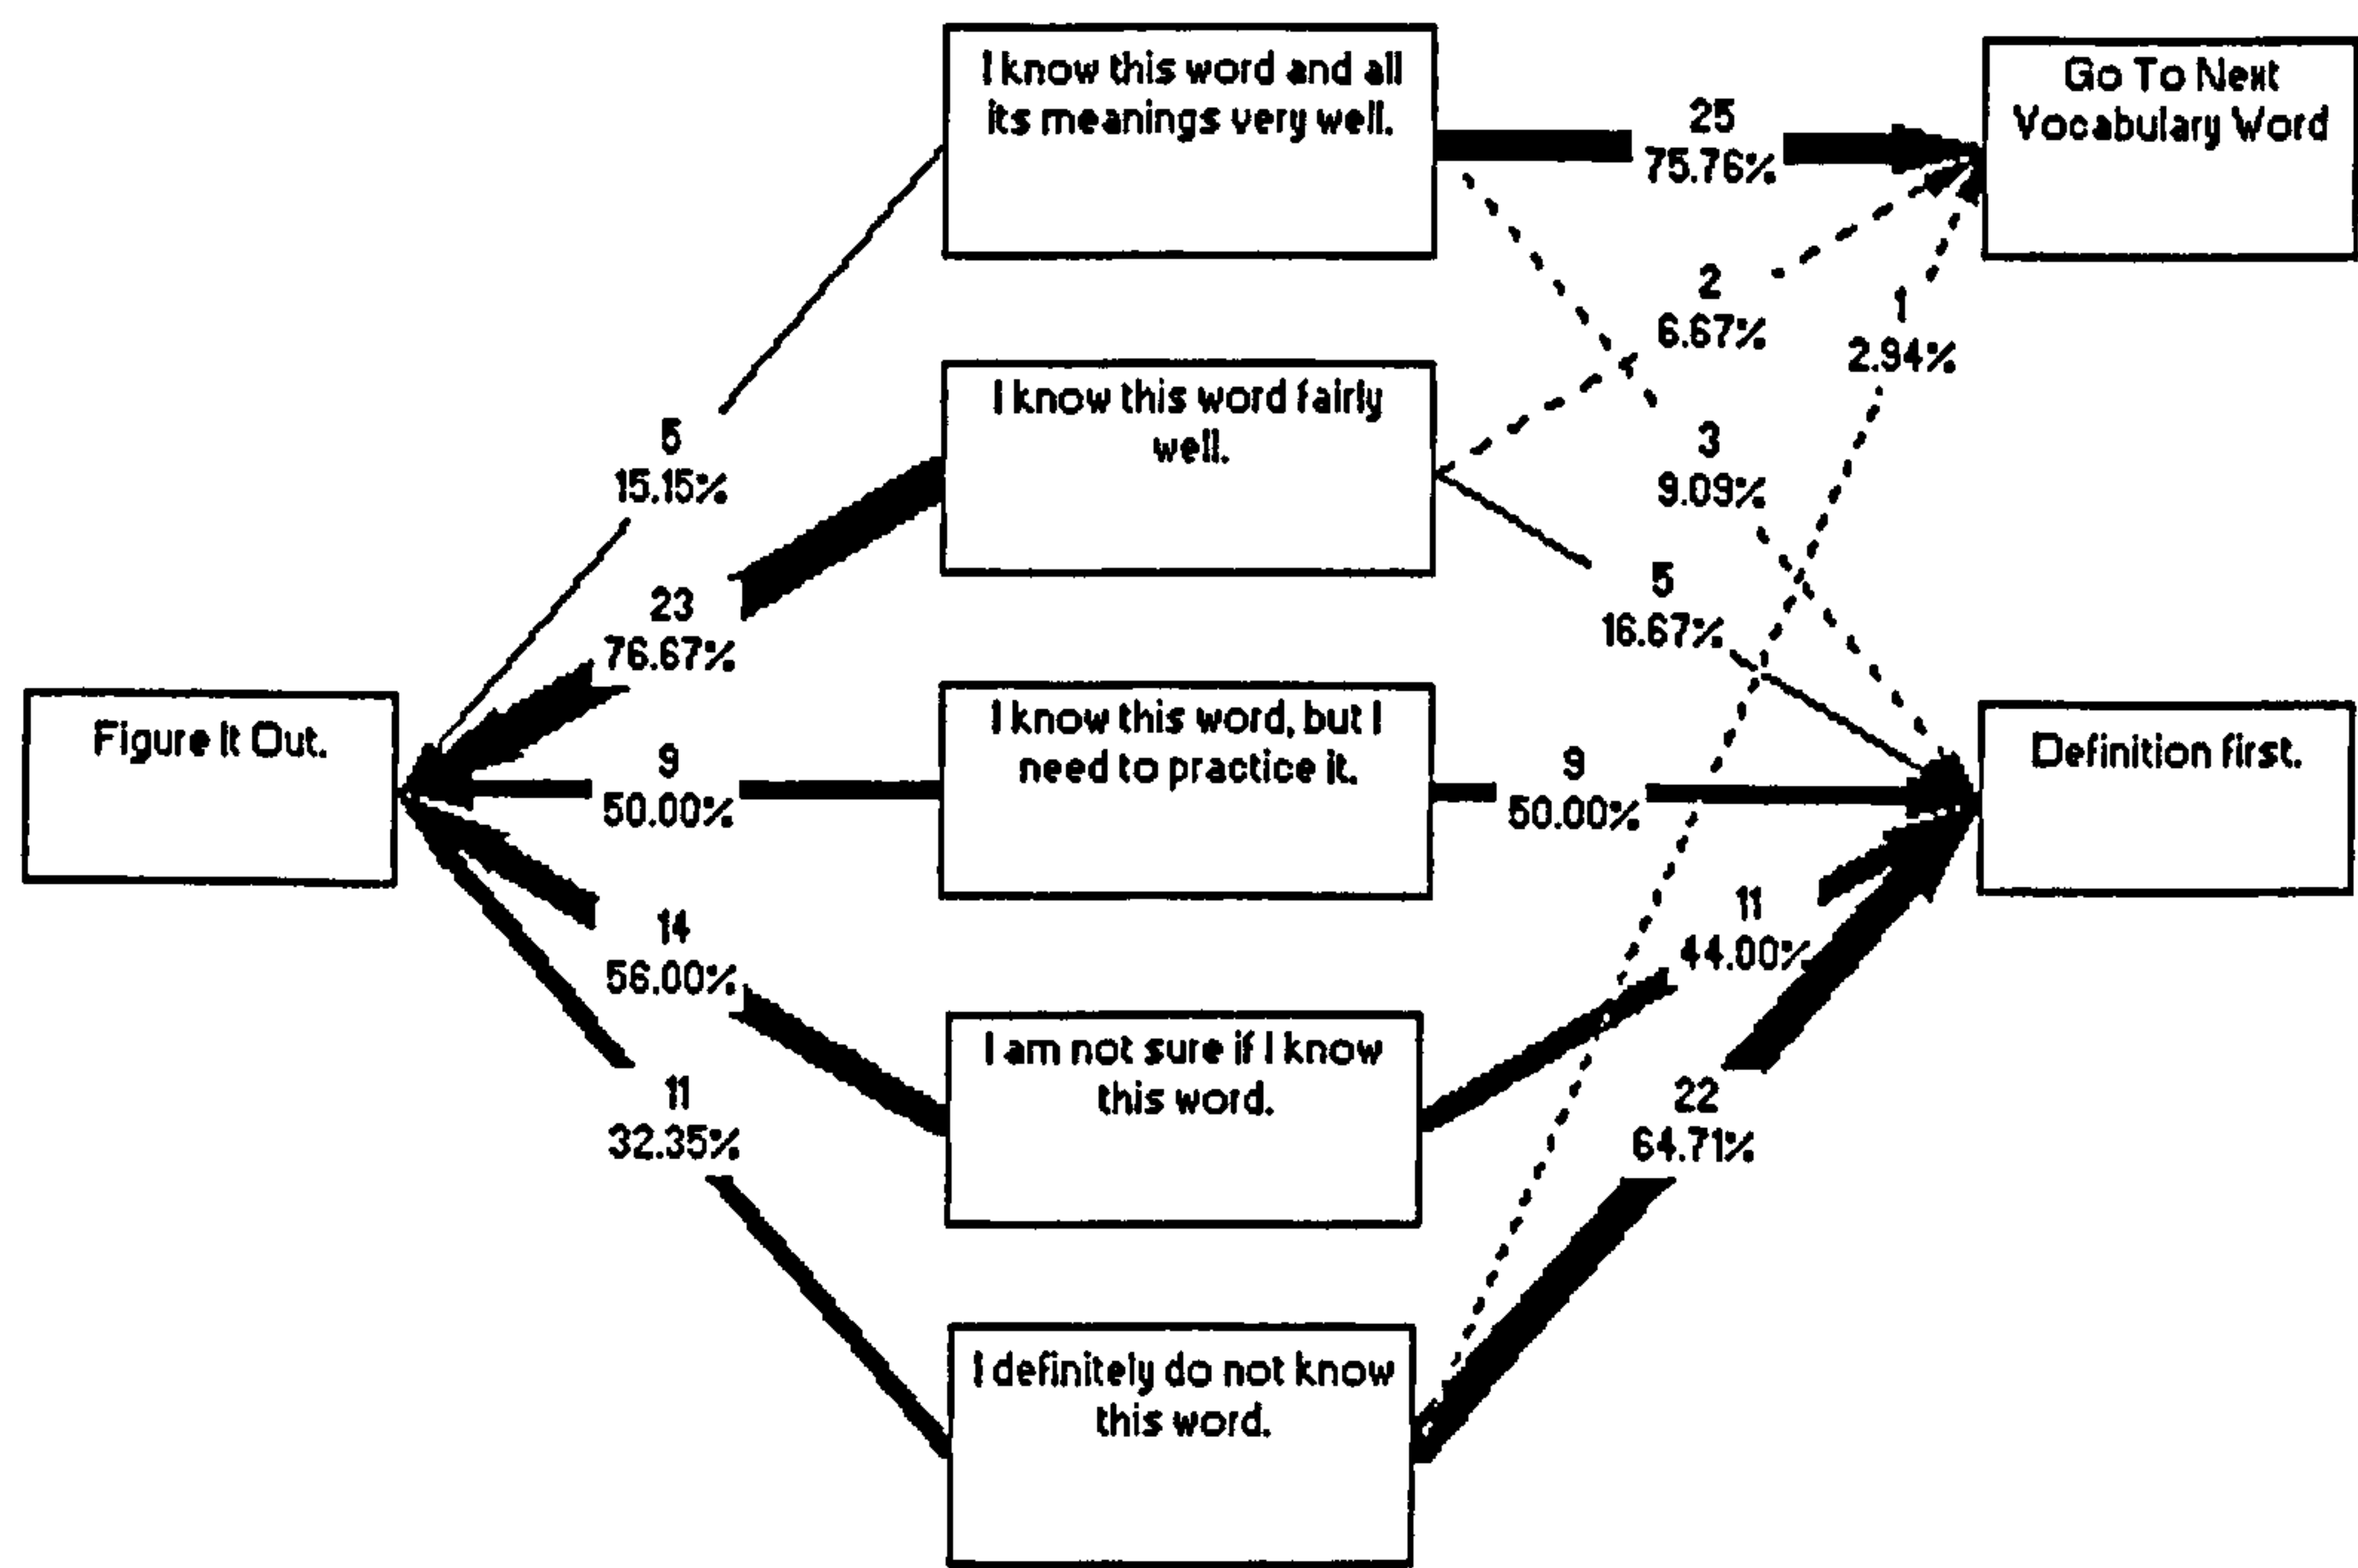 I know this word and all
its meanings very well.
Go To Next
Vocabulary Word
25
75.76%
2
6.67%
1
2.94%
I know this word fairly
well.
5
15.15%
3
9.09%
5
16.67%
23
76.67%
Figure It Out.
I know this word, but I
need to practice it.
Definition first.
9
50.00%
9
50.00%
14
56.00%
11
44.00%
I am not sure if I know
this word.
11
32.35%
22
64.71%
I definitely do not know
this word.